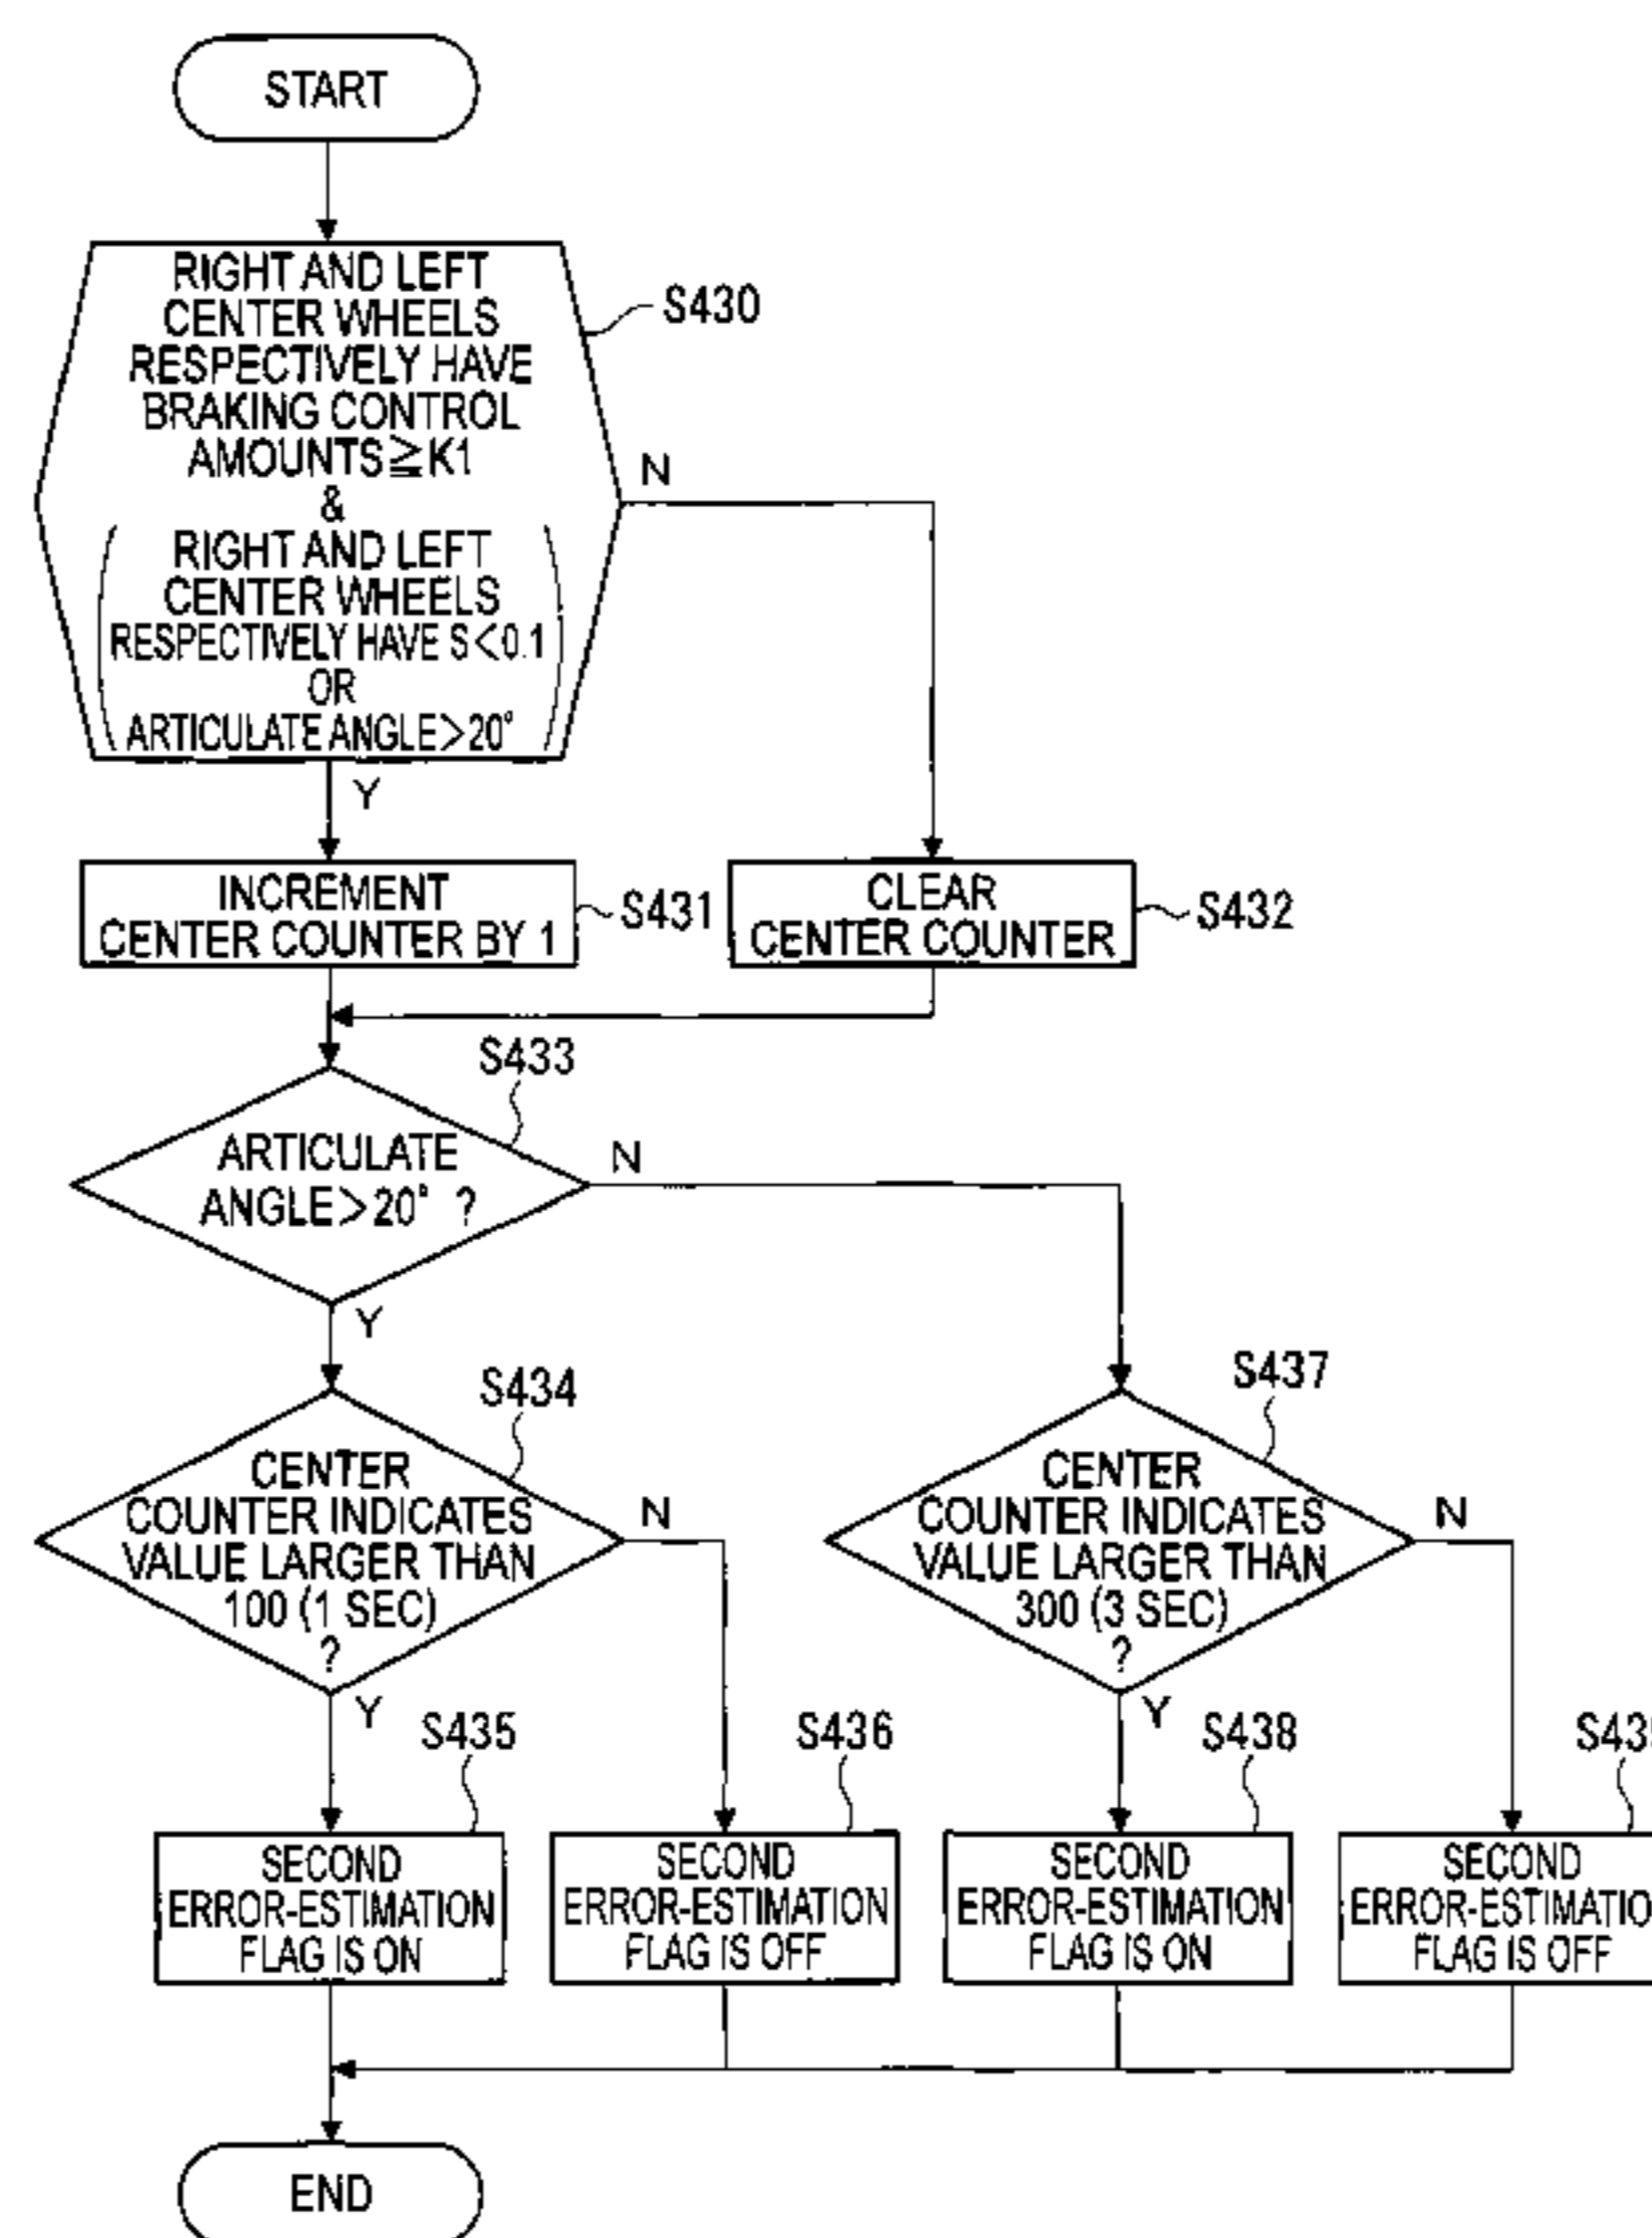 START
RIGHT AND LEFT
CENTER WHEELS
RESPECTIVELY HAVE
BRAKING CONTROL
AMOUNTS≧K1
&
RIGHT AND LEFT
CENTER WHEELS
RESPECTIVELY HAVE S<0.1
OR
ARTICULATE ANGLE>20°
S430
N
Y
INCREMENT
CENTER COUNTER BY 1
S431
CLEAR
CENTER COUNTER
S432
S433
ARTICULATE
ANGLE>20° ?
N
Y
S434
CENTER
COUNTER INDICATES
VALUE LARGER THAN
100 (1 SEC)
?
N
Y
S437
CENTER
COUNTER INDICATES
VALUE LARGER THAN
300 (3 SEC)
?
N
Y
S435
SECOND
ERROR-ESTIMATION
FLAG IS ON
S436
SECOND
ERROR-ESTIMATION
FLAG IS OFF
S438
SECOND
ERROR-ESTIMATION
FLAG IS ON
SECOND
ERROR-ESTIMATIO
FLAG IS OFF
END